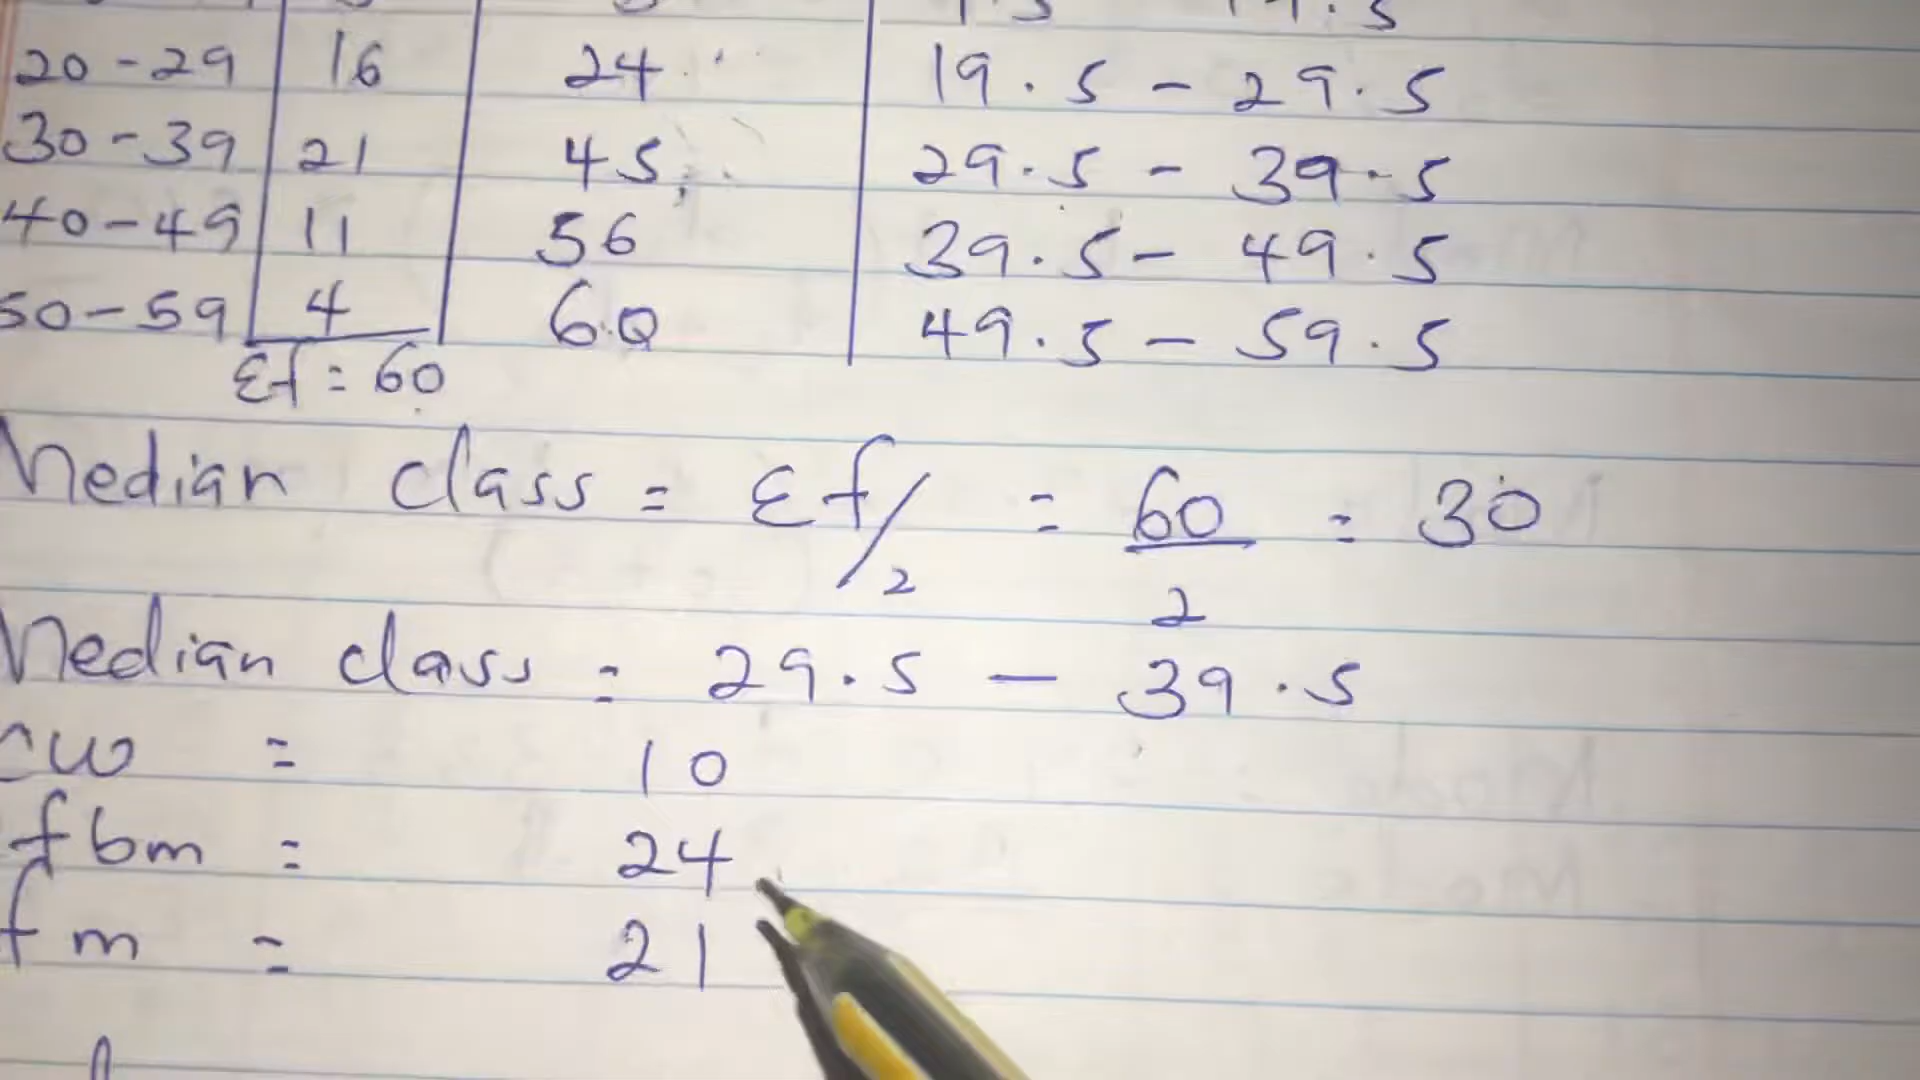 20-29 16 24 19.5 - 29.5
30-39 21 45 29.5 - 39.5
40-49 11 56 39.5 - 49.5
50-59 4 60 49.5 - 59.5
Ef = 60
Median class = Ef/2 = 60/2 = 30
Median class = 29.5 - 39.5
cw = 10
fbm = 24
fm = 21